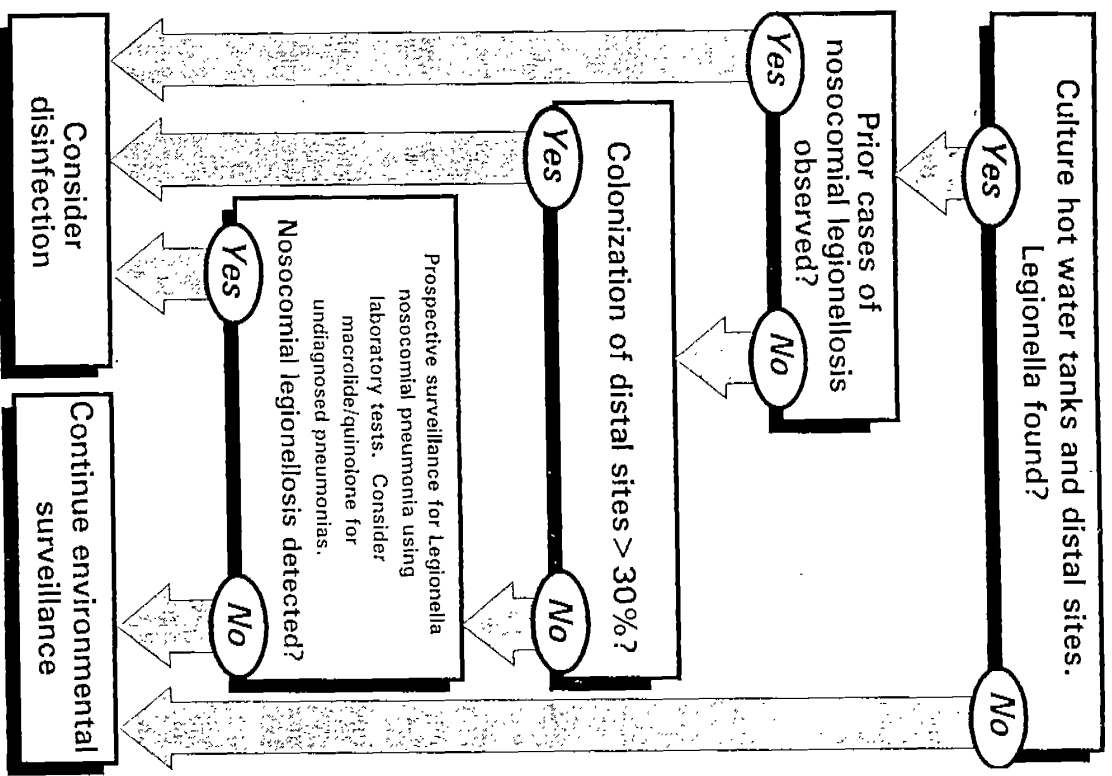 Culture hot water tanks and distal sites.
Legionella found?
Yes
No
Prior cases of
nosocomial legionellosis
observed?
Yes
No
Colonization of distal sites > 30%?
Yes
No
Prospective surveillance for Legionella
nosocomial pneumonia using
laboratory tests. Consider
macrolide/quinolone for
undiagnosed pneumonias.
Nosocomial legionellosis detected?
Yes
No
Consider
disinfection
Continue environmental
surveillance